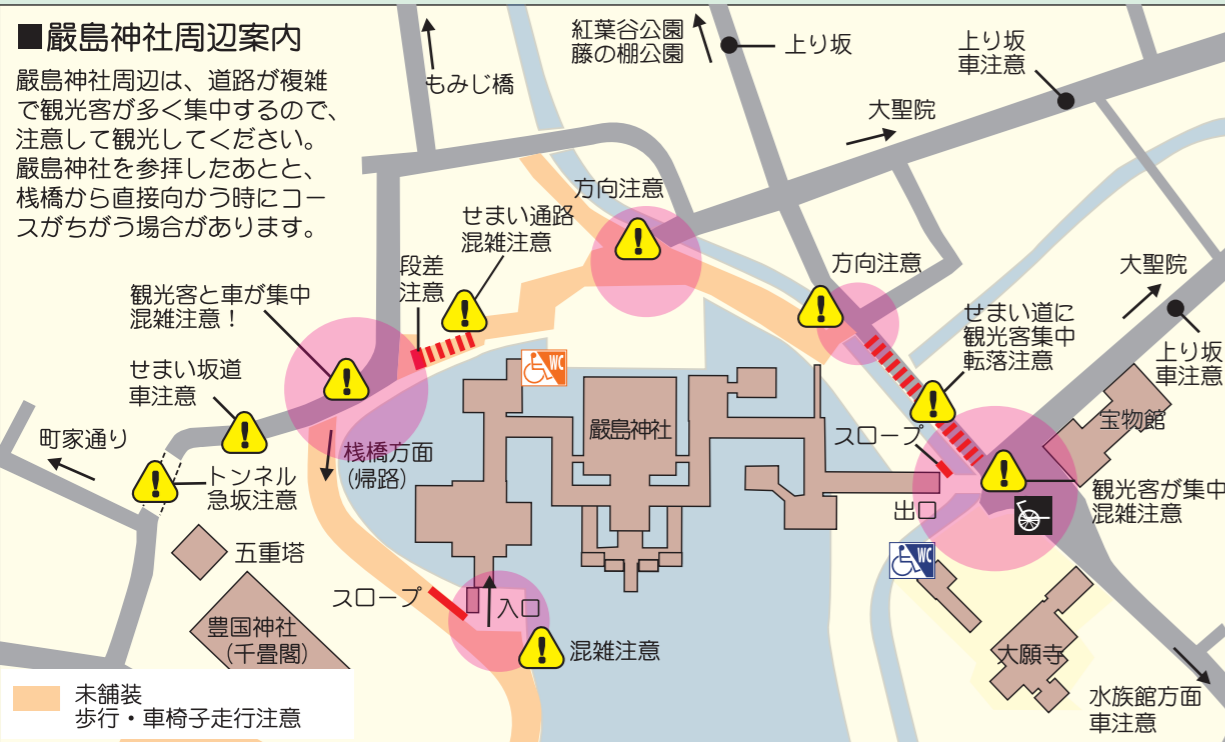 ■嚴島神社周辺案内
嚴島神社周辺は、道路が複雑
で観光客が多く集中するので、
注意して観光してください。
嚴島神社を参拝したあとと、
桟橋から直接向かう時にコー
スがちがう場合があります。
もみじ橋
紅葉谷公園
藤の棚公園
上り坂
上り坂
車注意
大聖院
方向注意
せまい通路
混雑注意
段差
注意
方向注意
大聖院
観光客と車が集中
混雑注意！
せまい道に
観光客集中
転落注意
上り坂
車注意
せまい坂道
車注意
WC
嚴島神社
宝物館
スロープ
町家通り
桟橋方面
(帰路)
トンネル
急坂注意
観光客が集中
混雑注意
出口
WC
五重塔
スロープ
入口
豊国神社
(千畳閣)
混雑注意
大願寺
水族館方面
車注意
未舗装
歩行・車椅子走行注意